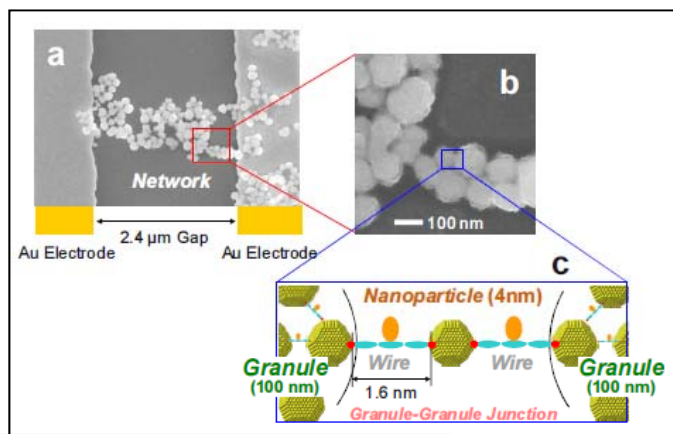 a
Network
2.4 μm Gap
Au Electrode
Au Electrode
b
100 nm
c
Nanoparticle (4nm)
Wire
Wire
Granule
(100 nm)
Granule
(100 nm)
1.6 nm
Granule-Granule Junction